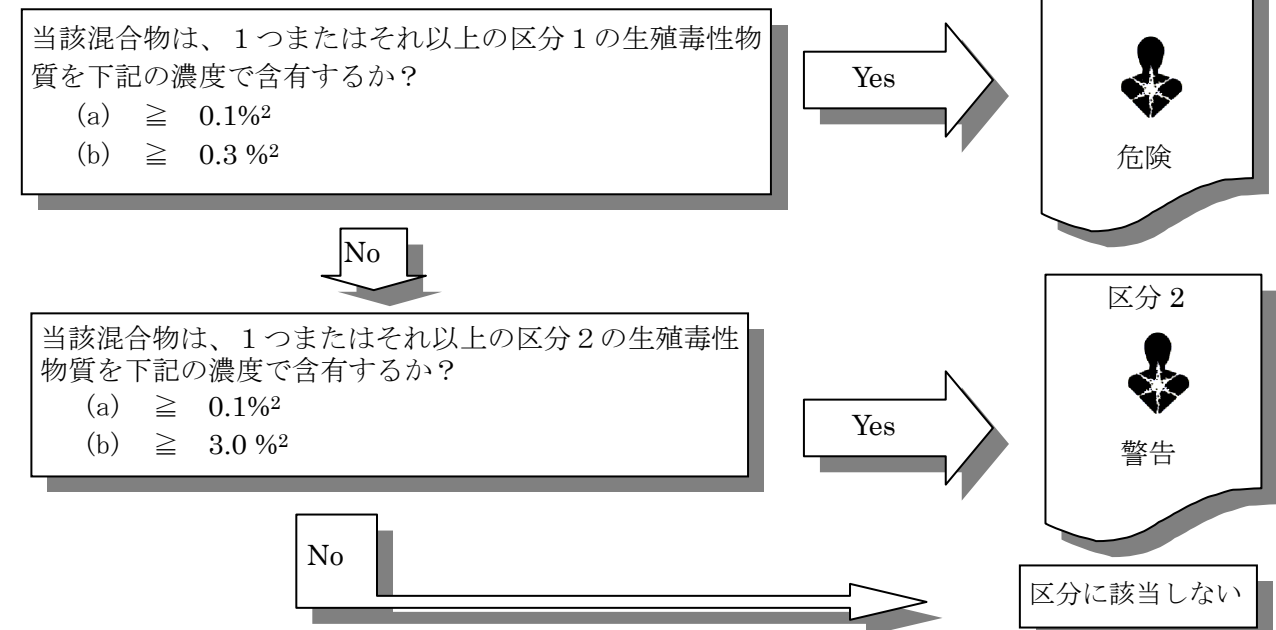 当該混合物は、１つまたはそれ以上の区分１の生殖毒性物
質を下記の濃度で含有するか？
(a) ≧ 0.1%²
(b) ≧ 0.3 %²
Yes
危険
No
区分 2
当該混合物は、１つまたはそれ以上の区分２の生殖毒性
物質を下記の濃度で含有するか？
(a) ≧ 0.1%²
(b) ≧ 3.0 %²
Yes
警告
No
区分に該当しない